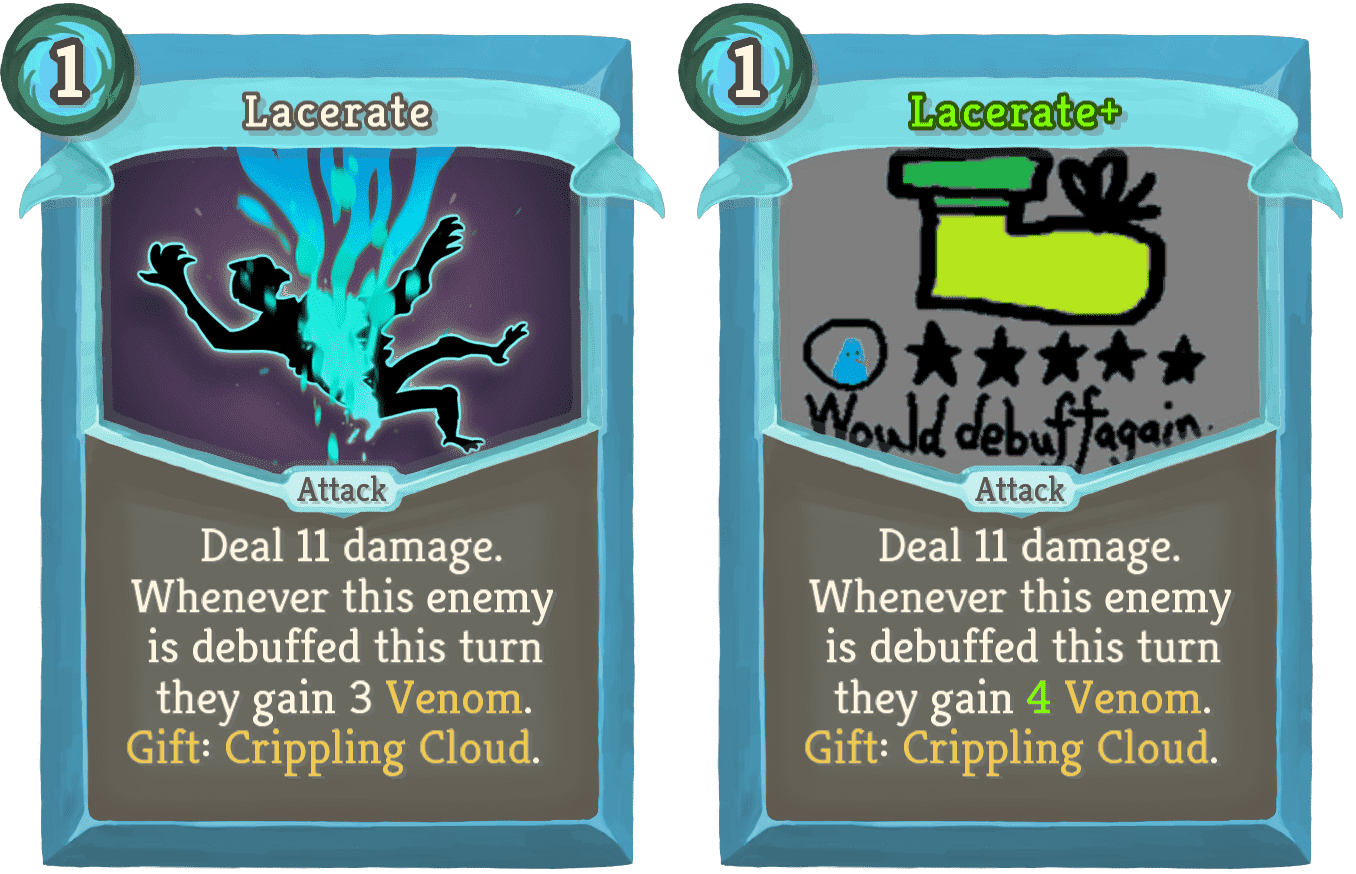 1
Lacerate
Attack
Deal 11 damage.
Whenever this enemy
is debuffed this turn
they gain 3 Venom.
Gift: Crippling Cloud.
1
Lacerate+
Would debuff again.
Attack
Deal 11 damage.
Whenever this enemy
is debuffed this turn
they gain 4 Venom.
Gift: Crippling Cloud.